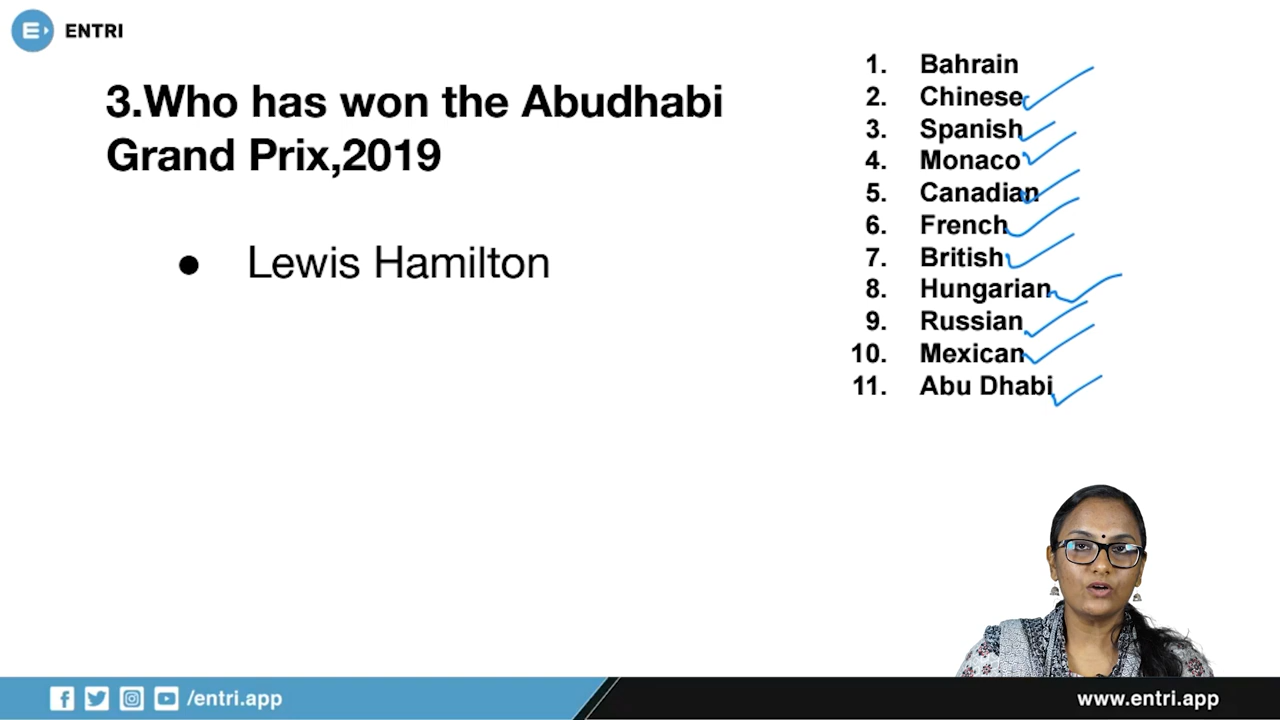 ENTRI
3.Who has won the Abudhabi
Grand Prix,2019
● Lewis Hamilton
1. Bahrain
2. Chinese
3. Spanish
4. Monaco
5. Canadian
6. French
7. British
8. Hungarian
9. Russian
10. Mexican
11. Abu Dhabi
/entri.app
www.entri.app